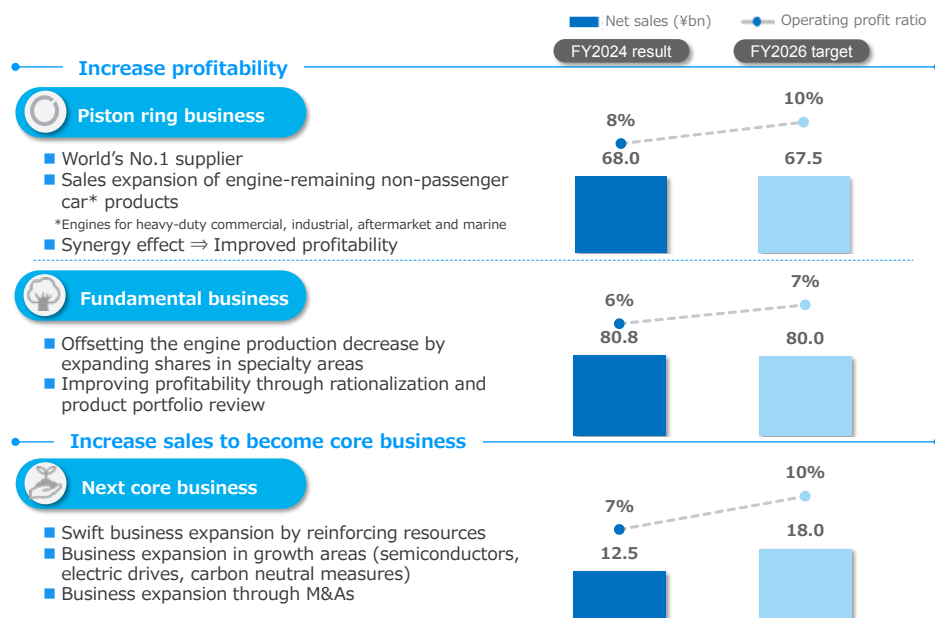 Net sales (¥bn) Operating profit ratio
FY2024 result FY2026 target
Increase profitability
Piston ring business
■ World's No.1 supplier
■ Sales expansion of engine-remaining non-passenger
car* products
*Engines for heavy-duty commercial, industrial, aftermarket and marine
■ Synergy effect ⇒ Improved profitability
8% 10%
68.0 67.5
Fundamental business
■ Offsetting the engine production decrease by
expanding shares in specialty areas
■ Improving profitability through rationalization and
product portfolio review
6% 7%
80.8 80.0
Increase sales to become core business
Next core business
■ Swift business expansion by reinforcing resources
■ Business expansion in growth areas (semiconductors,
electric drives, carbon neutral measures)
■ Business expansion through M&As
7% 10%
12.5 18.0